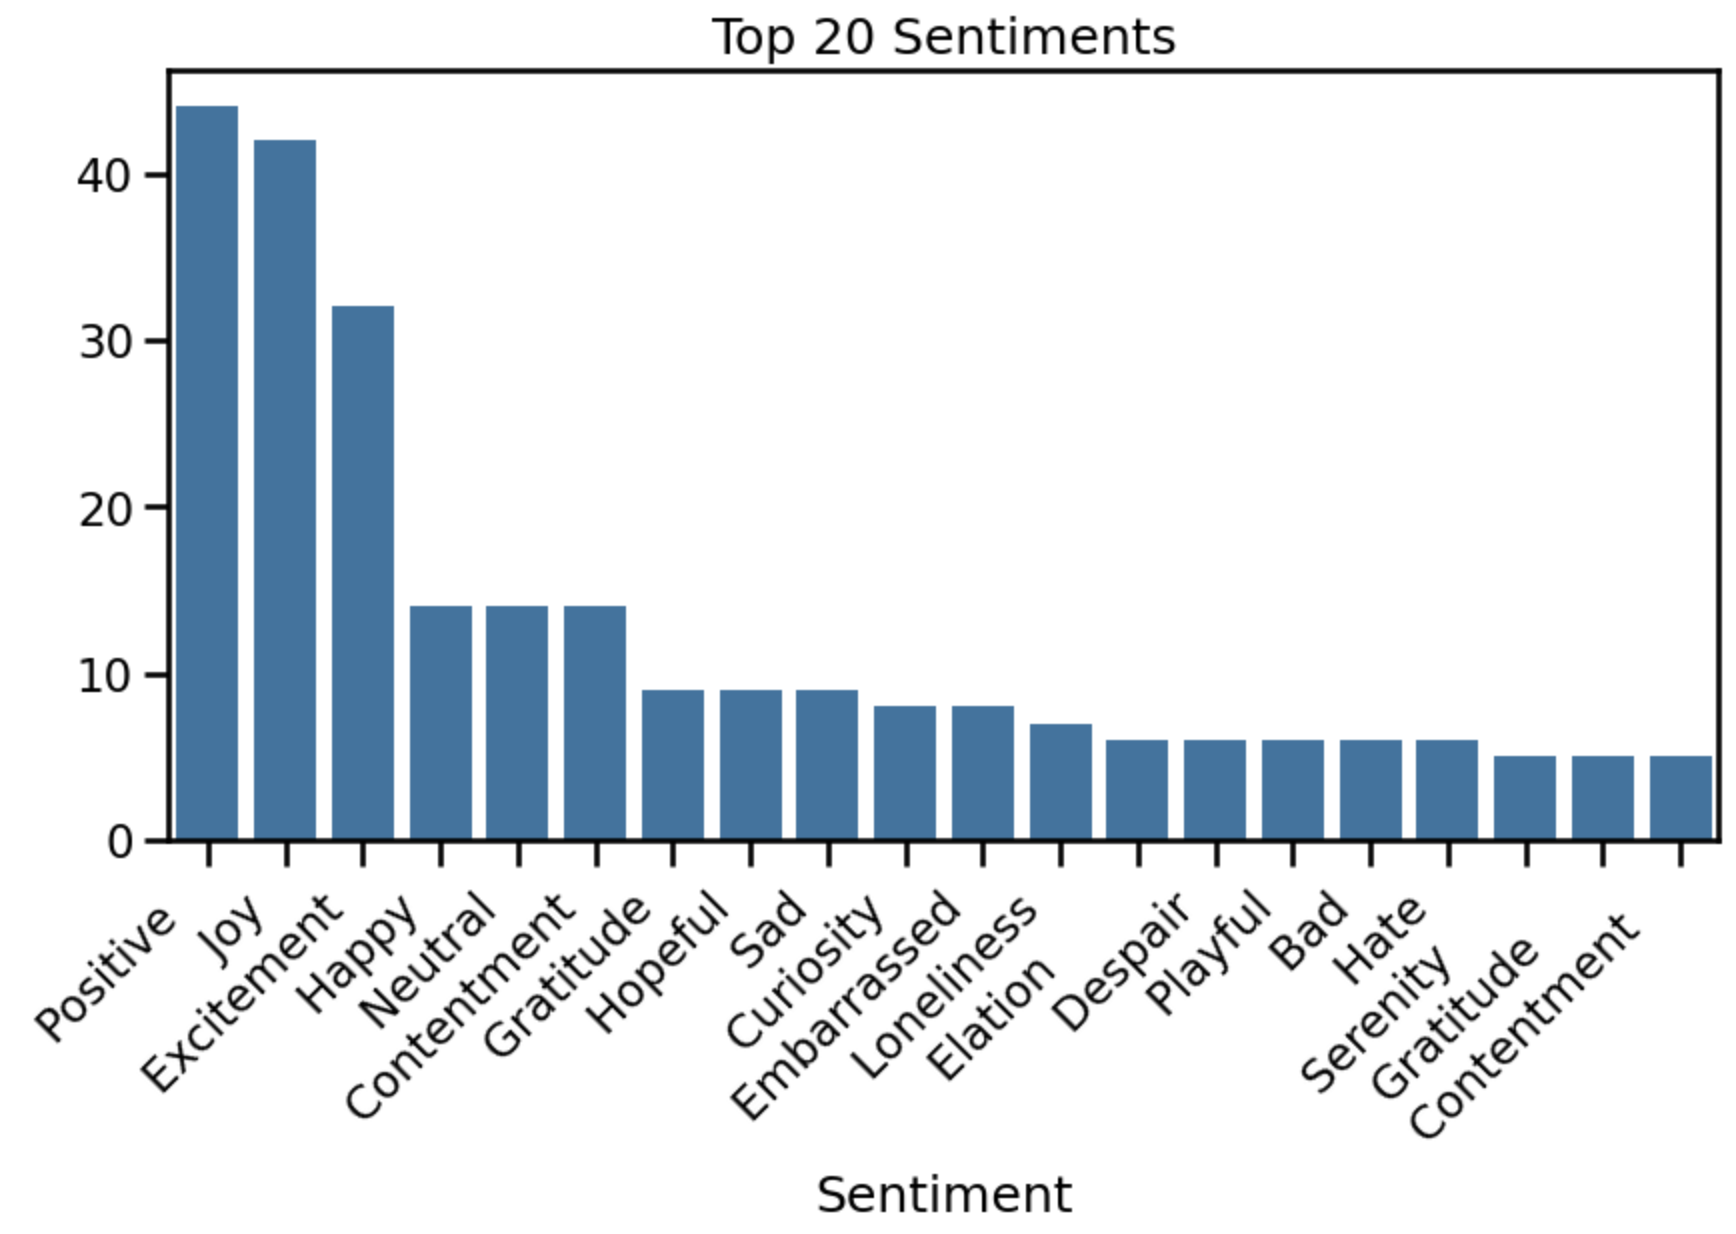 Top 20 Sentiments
40
30
20
10
0
Positive
Joy
Excitement
Happy
Neutral
Contentment
Gratitude
Hopeful
Sad
Curiosity
Embarrassed
Loneliness
Elation
Despair
Playful
Bad
Hate
Serenity
Gratitude
Contentment
Sentiment